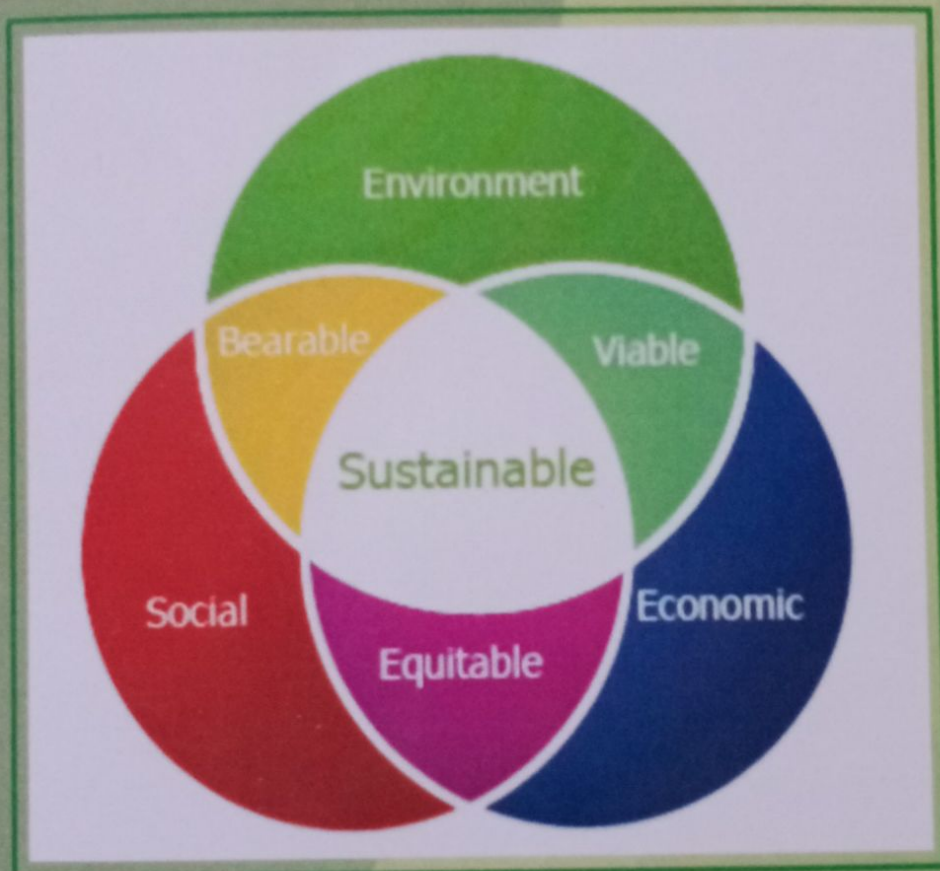 Environment
Bearable
Viable
Sustainable
Social
Economic
Equitable